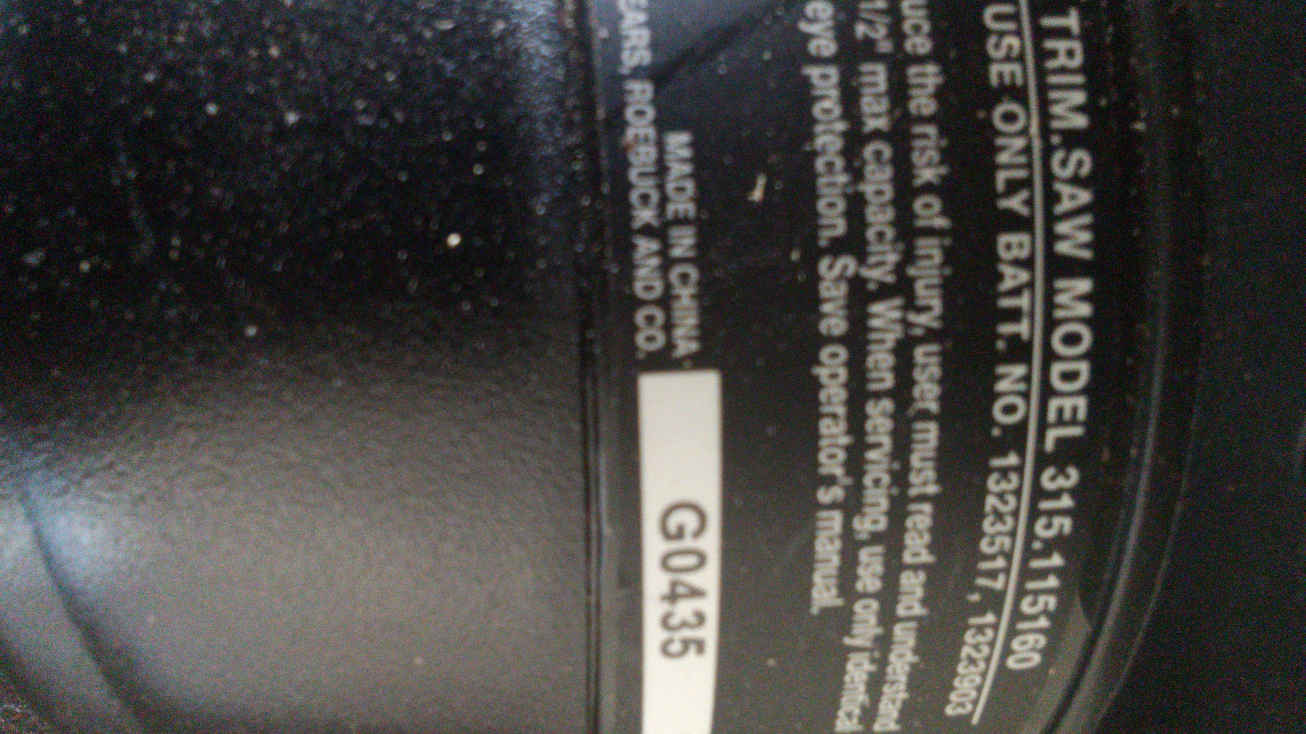 TRIM.SAW MODEL 315.115160
USE ONLY BATT. NO. 1323517, 1323903
uce the risk of injury, user must read and understand
1/2" max capacity. When servicing, use only identical
eye protection. Save operator's manual.
MADE IN CHINA
EARS, ROEBUCK AND CO.
G0435